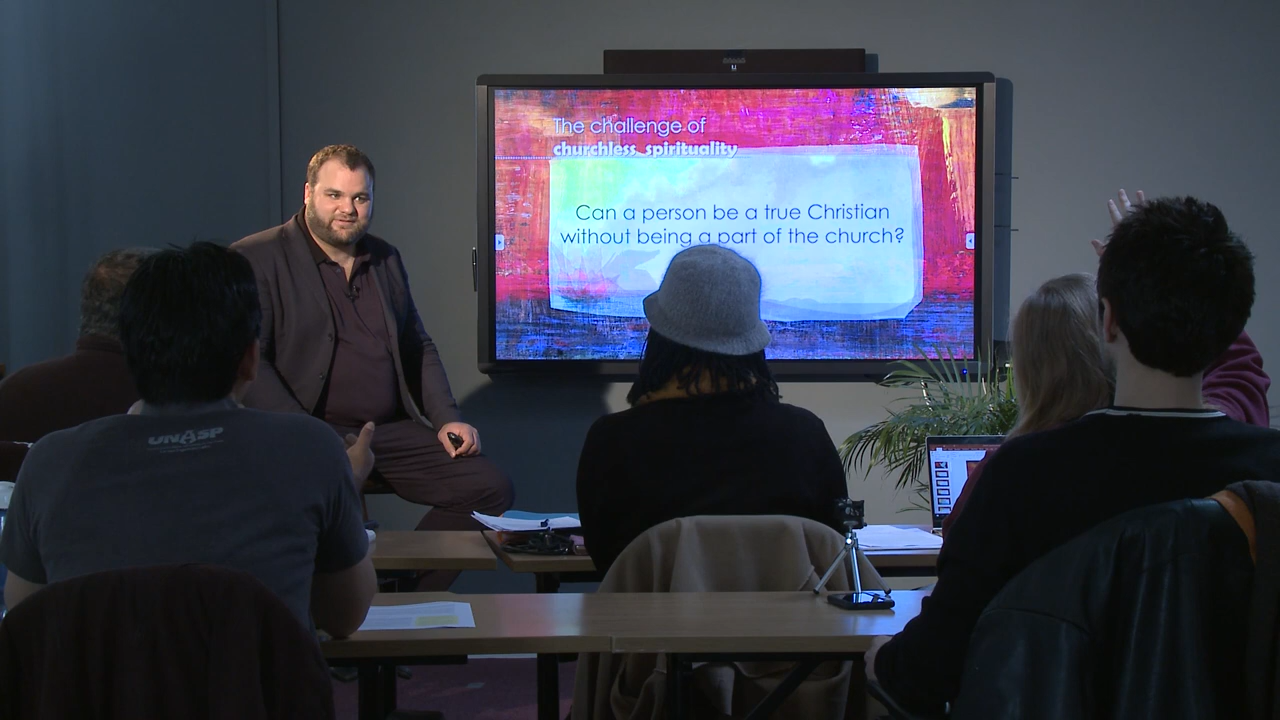 The challenge of
churchless spirituality
Can a person be a true Christian
without being a part of the church?
UNASP